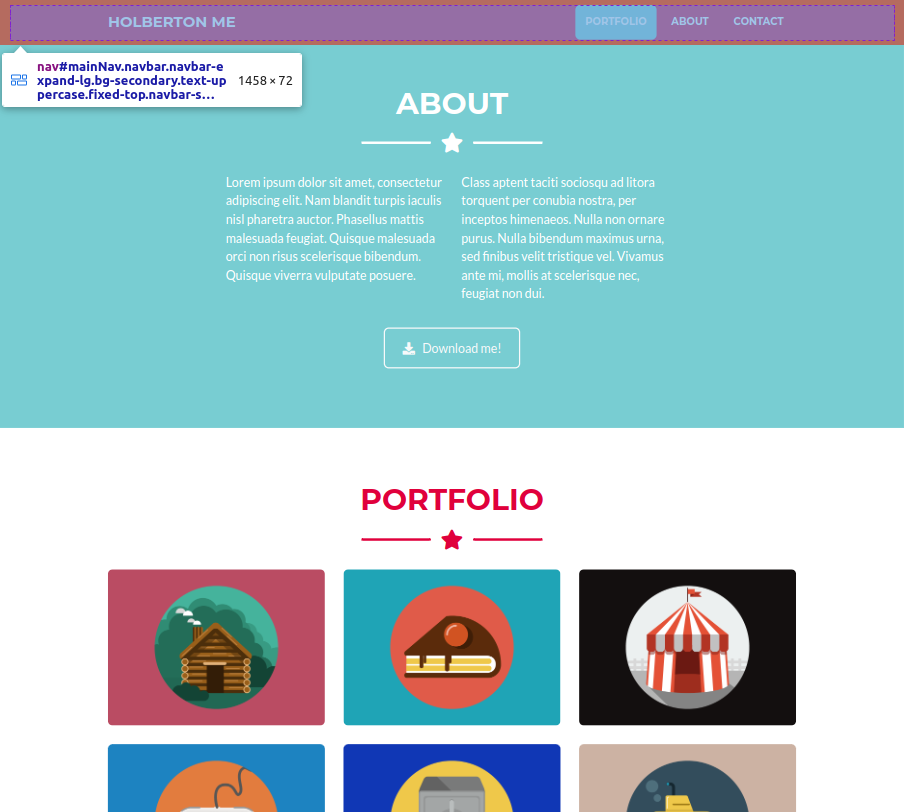 HOLBERTON ME
PORTFOLIO
ABOUT
CONTACT
nav#mainNav.navbar.navbar-e
xpand-lg.bg-secondary.text-up
percase.fixed-top.navbar-s...
1458 × 72
ABOUT
Lorem ipsum dolor sit amet, consectetur
adipiscing elit. Nam blandit turpis iaculis
nisl pharetra auctor. Phasellus mattis
malesuada feugiat. Quisque malesuada
orci non risus scelerisque bibendum.
Quisque viverra vulputate posuere.
Class aptent taciti sociosqu ad litora
torquent per conubia nostra, per
inceptos himenaeos. Nulla non ornare
purus. Nulla bibendum maximus urna,
sed finibus velit tristique vel. Vivamus
ante mi, mollis at scelerisque nec,
feugiat non dui.
Download me!
PORTFOLIO